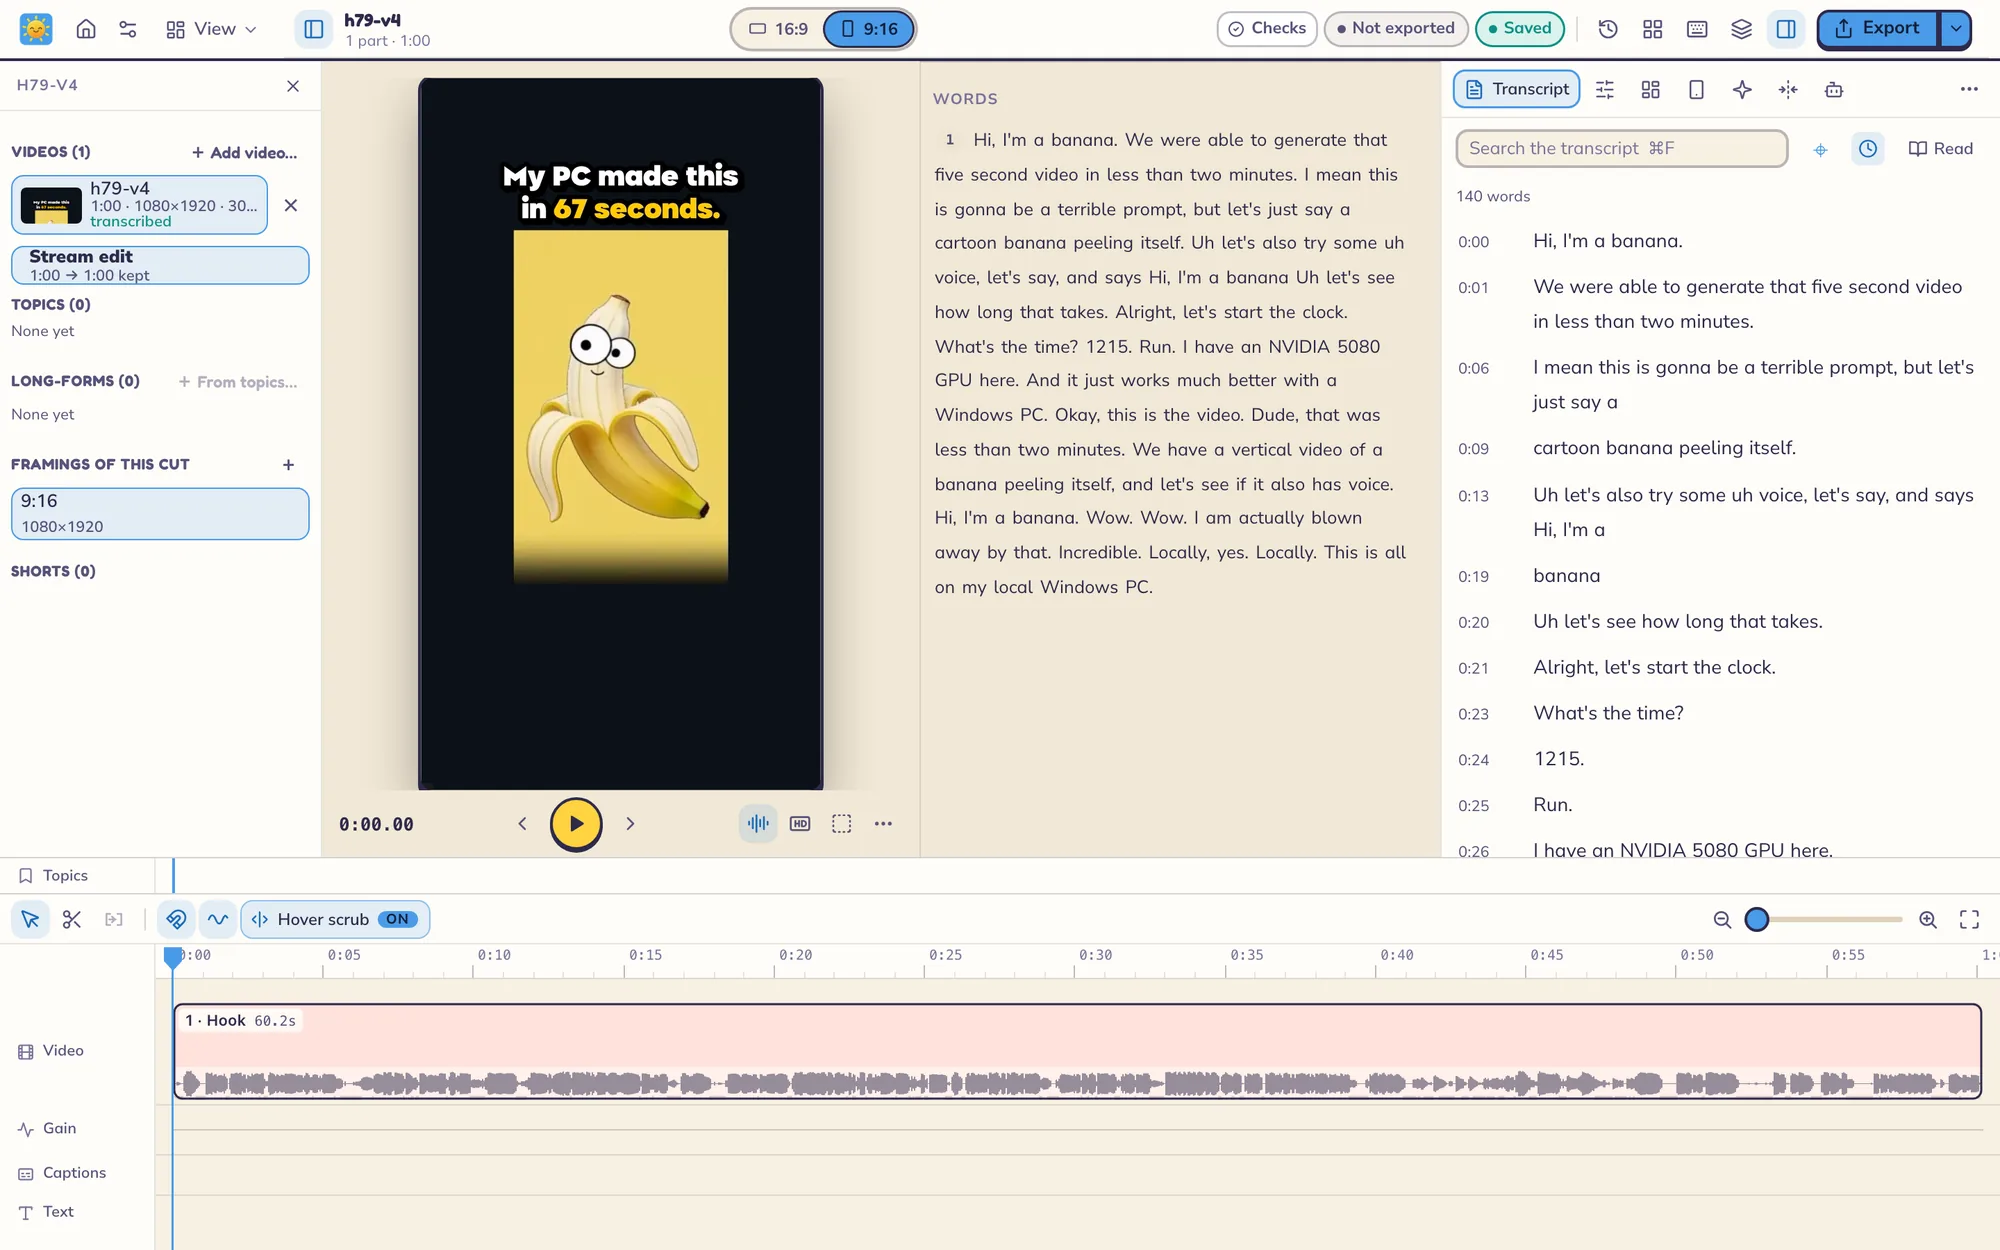 View
h79-v4
1 part · 1:00
16:9
9:16
Checks
Not exported
Saved
Export
H79-V4
VIDEOS (1)
+ Add video...
h79-v4
1:00 · 1080×1920 · 30...
transcribed
Stream edit
1:00 → 1:00 kept
TOPICS (0)
None yet
LONG-FORMS (0)
+ From topics...
None yet
FRAMINGS OF THIS CUT
+
9:16
1080×1920
SHORTS (0)
My PC made this
in 67 seconds.
0:00.00
HD
WORDS
1 Hi, I'm a banana. We were able to generate that
five second video in less than two minutes. I mean this
is gonna be a terrible prompt, but let's just say a
cartoon banana peeling itself. Uh let's also try some uh
voice, let's say, and says Hi, I'm a banana Uh let's see
how long that takes. Alright, let's start the clock.
What's the time? 1215. Run. I have an NVIDIA 5080
GPU here. And it just works much better with a
Windows PC. Okay, this is the video. Dude, that was
less than two minutes. We have a vertical video of a
banana peeling itself, and let's see if it also has voice.
Hi, I'm a banana. Wow. Wow. I am actually blown
away by that. Incredible. Locally, yes. Locally. This is all
on my local Windows PC.
Transcript
Search the transcript ⌘F
Read
140 words
0:00 Hi, I'm a banana.
0:01 We were able to generate that five second video
in less than two minutes.
0:06 I mean this is gonna be a terrible prompt, but let's
just say a
0:09 cartoon banana peeling itself.
0:13 Uh let's also try some uh voice, let's say, and says
Hi, I'm a
0:19 banana
0:20 Uh let's see how long that takes.
0:21 Alright, let's start the clock.
0:23 What's the time?
0:24 1215.
0:25 Run.
0:26 I have an NVIDIA 5080 GPU here.
Topics
Hover scrub ON
0:00 0:05 0:10 0:15 0:20 0:25 0:30 0:35 0:40 0:45 0:50 0:55
1 · Hook 60.2s
Video
Gain
Captions
Text